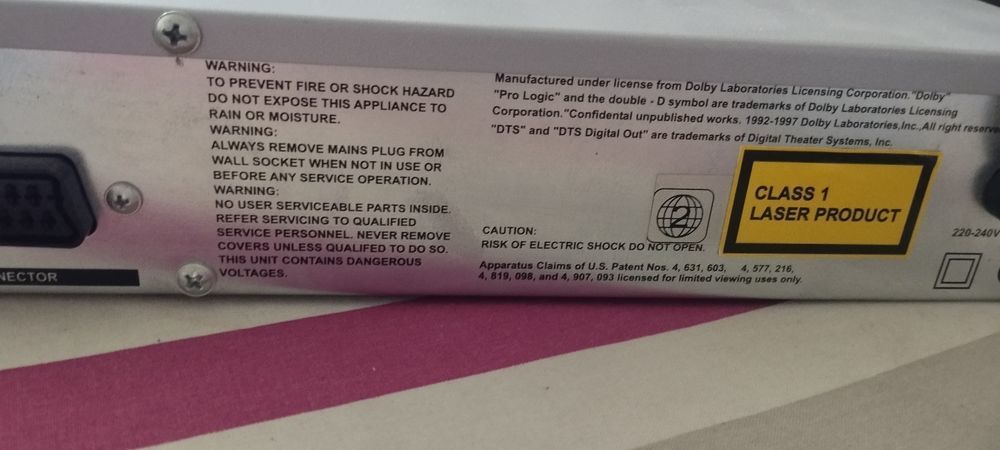 WARNING:
TO PREVENT FIRE OR SHOCK HAZARD
DO NOT EXPOSE THIS APPLIANCE TO
RAIN OR MOISTURE.
WARNING:
ALWAYS REMOVE MAINS PLUG FROM
WALL SOCKET WHEN NOT IN USE OR
BEFORE ANY SERVICE OPERATION.
WARNING:
NO USER SERVICEABLE PARTS INSIDE.
REFER SERVICING TO QUALIFIED
SERVICE PERSONNEL. NEVER REMOVE
COVERS UNLESS QUALIFED TO DO SO.
THIS UNIT CONTAINS DANGEROUS
VOLTAGES.
NECTOR
Manufactured under license from Dolby Laboratories Licensing Corporation."Dolby"
"Pro Logic" and the double - D symbol are trademarks of Dolby Laboratories Licensing
Corporation."Confidental unpublished works. 1992-1997 Dolby Laboratories,Inc.,All right reserve
"DTS" and "DTS Digital Out" are trademarks of Digital Theater Systems, Inc.
2
CLASS 1
LASER PRODUCT
CAUTION:
RISK OF ELECTRIC SHOCK DO NOT OPEN.
Apparatus Claims of U.S. Patent Nos. 4, 631, 603, 4, 577, 216,
4, 819, 098, and 4, 907, 093 licensed for limited viewing uses only.
220-240V